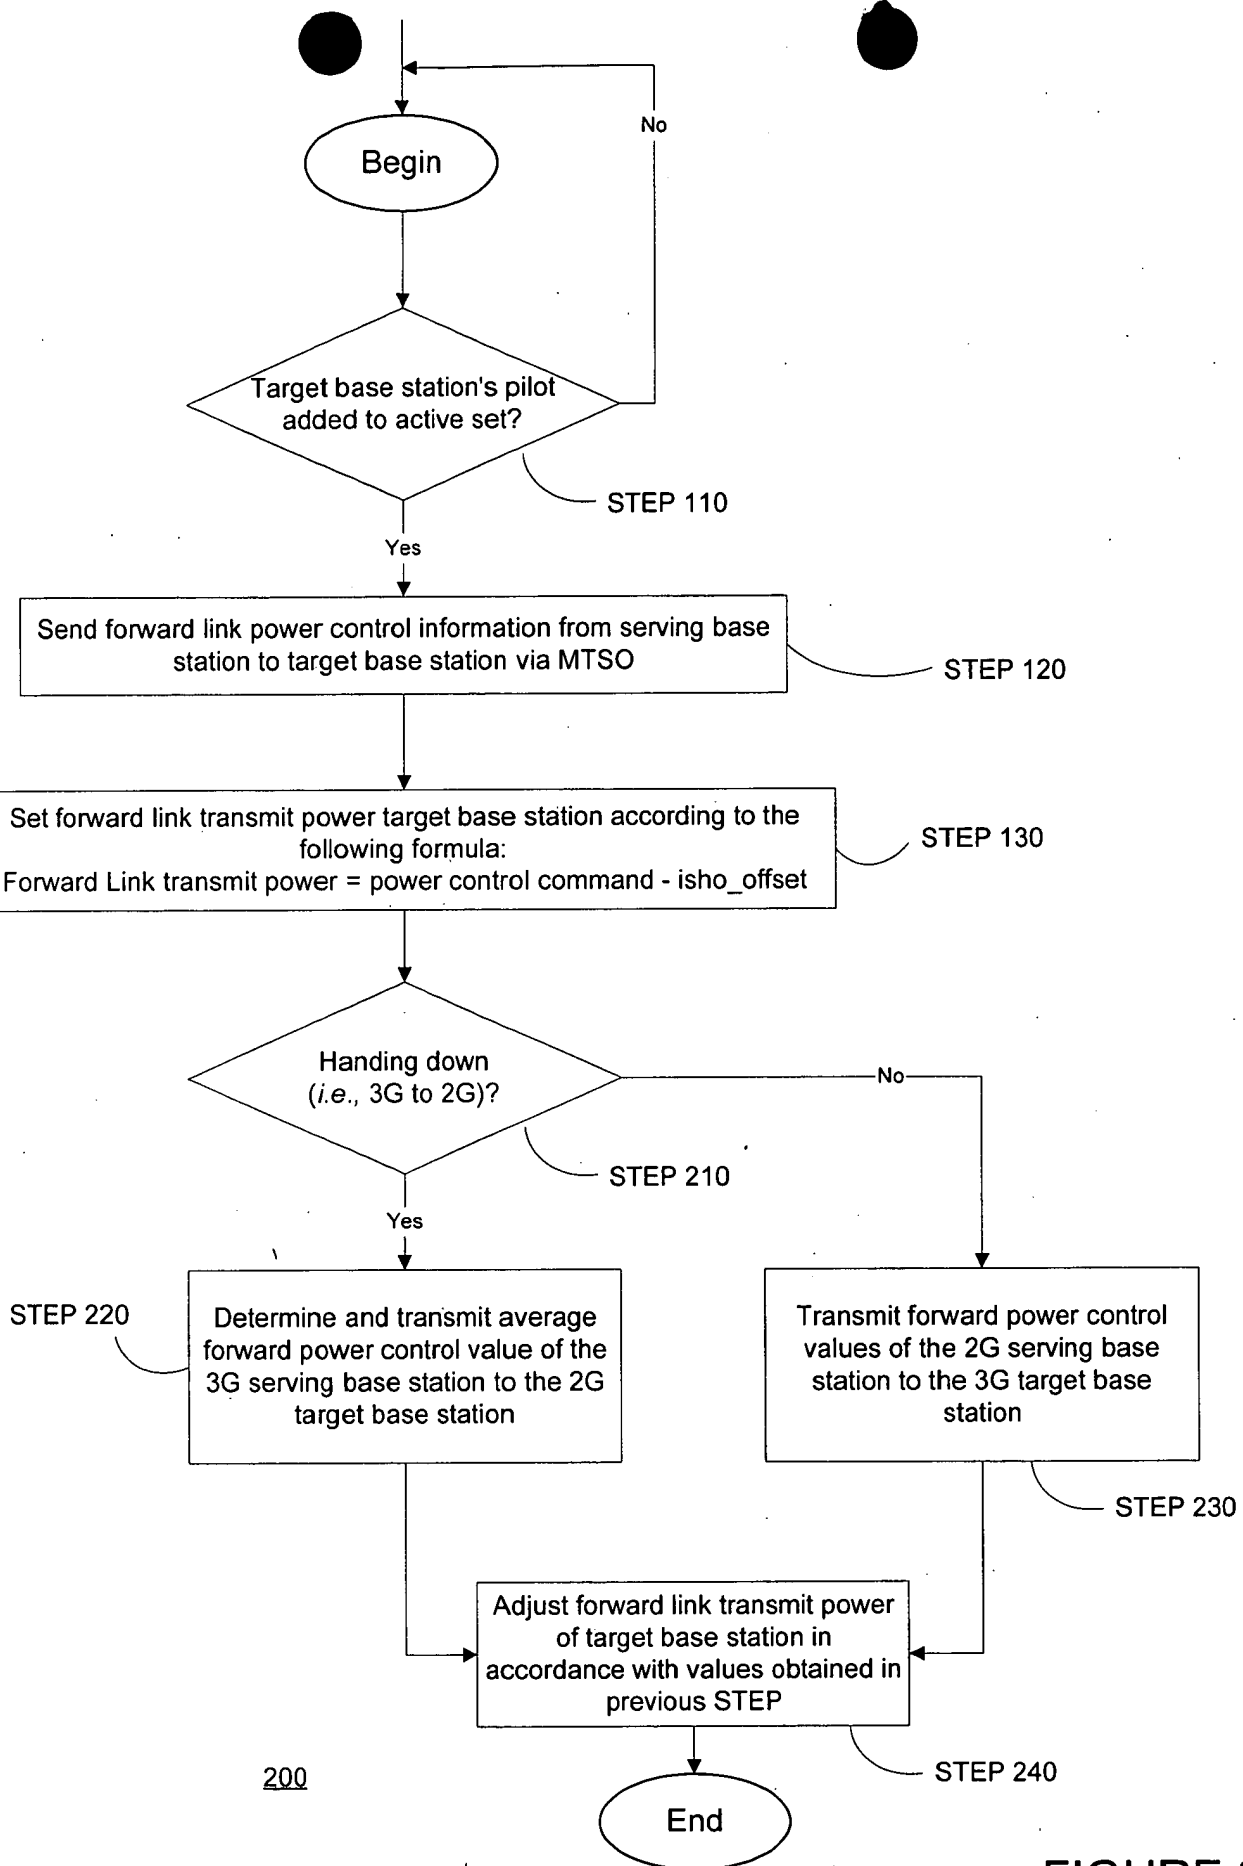 No
Begin
Target base station's pilot
added to active set?
STEP 110
Yes
Send forward link power control information from serving base
station to target base station via MTSO
STEP 120
Set forward link transmit power target base station according to the
following formula:
Forward Link transmit power = power control command - isho_offset
STEP 130
Handing down
(i.e., 3G to 2G)?
No
STEP 210
Yes
STEP 220
Determine and transmit average
forward power control value of the
3G serving base station to the 2G
target base station
Transmit forward power control
values of the 2G serving base
station to the 3G target base
station
STEP 230
Adjust forward link transmit power
of target base station in
accordance with values obtained in
previous STEP
STEP 240
200
End
FIGURE